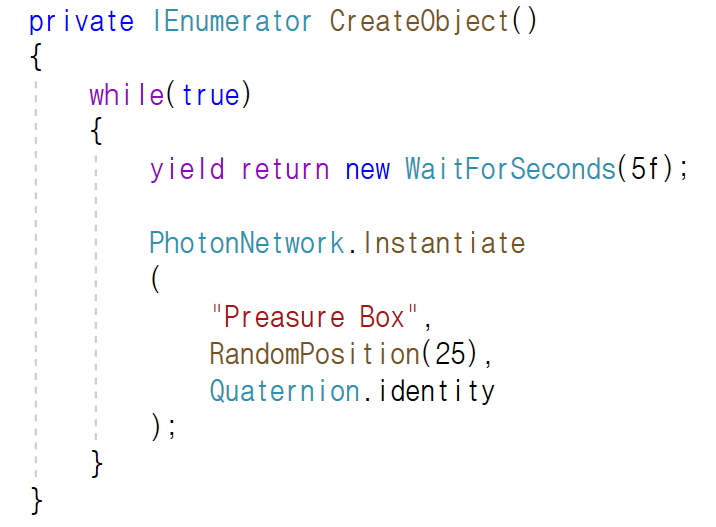 private IEnumerator CreateObject()
{
    while(true)
    {
        yield return new WaitForSeconds(5f);

        PhotonNetwork.Instantiate
        (
            "Preasure Box",
            RandomPosition(25),
            Quaternion.identity
        );
    }
}